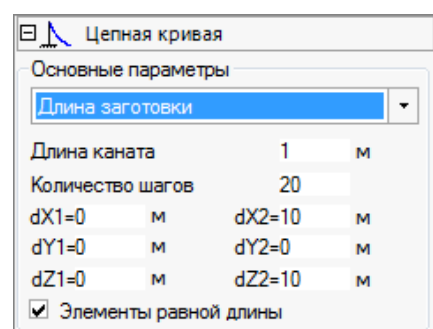 Цепная кривая
Основные параметры
Длина заготовки
Длина каната 1 м
Количество шагов 20
dX1=0 м dX2=10 м
dY1=0 м dY2=0 м
dZ1=0 м dZ2=10 м
Элементы равной длины